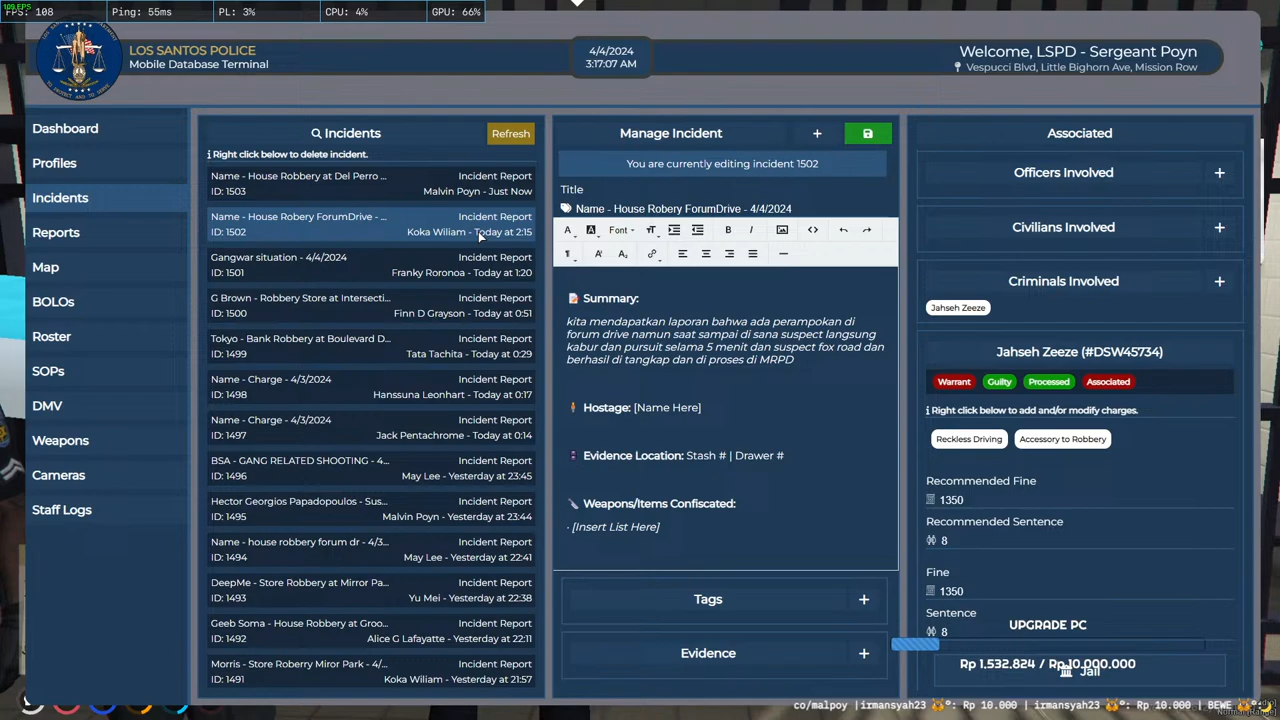 FPS: 108
Ping: 55ms
PL: 3%
CPU: 4%
GPU: 66%
LOS SANTOS POLICE
Mobile Database Terminal
4/4/2024
3:17:07 AM
Welcome, LSPD - Sergeant Poyn
Vespucci Blvd, Little Bighorn Ave, Mission Row
Dashboard
Profiles
Incidents
Reports
Map
BOLOs
Roster
SOPs
DMV
Weapons
Cameras
Staff Logs
Incidents
Refresh
Right click below to delete incident.
Name - House Robbery at Del Perro ... Incident Report
ID: 1503 Malvin Poyn - Just Now
Name - House Robery ForumDrive - ... Incident Report
ID: 1502 Koka Wiliam - Today at 2:15
Gangwar situation - 4/4/2024 Incident Report
ID: 1501 Franky Roronoa - Today at 1:20
G Brown - Robbery Store at Intersecti... Incident Report
ID: 1500 Finn D Grayson - Today at 0:51
Tokyo - Bank Robbery at Boulevard D... Incident Report
ID: 1499 Tata Tachita - Today at 0:29
Name - Charge - 4/3/2024 Incident Report
ID: 1498 Hanssuna Leonhart - Today at 0:17
Name - Charge - 4/3/2024 Incident Report
ID: 1497 Jack Pentachrome - Today at 0:14
BSA - GANG RELATED SHOOTING - 4... Incident Report
ID: 1496 May Lee - Yesterday at 23:45
Hector Georgios Papadopoulos - Sus... Incident Report
ID: 1495 Malvin Poyn - Yesterday at 23:44
Name - house robbery forum dr - 4/3... Incident Report
ID: 1494 May Lee - Yesterday at 22:41
DeepMe - Store Robbery at Mirror Pa... Incident Report
ID: 1493 Yu Mei - Yesterday at 22:38
Geeb Soma - House Robbery at Groo... Incident Report
ID: 1492 Alice G Lafayatte - Yesterday at 22:11
Morris - Store Roberry Miror Park - 4/... Incident Report
ID: 1491 Koka Wiliam - Yesterday at 21:57
Manage Incident
You are currently editing incident 1502
Title
Name - House Robery ForumDrive - 4/4/2024
Font
Summary:
kita mendapatkan laporan bahwa ada perampokan di
forum drive namun saat sampai di sana suspect langsung
kabur dan pursuit selama 5 menit dan suspect fox road dan
berhasil di tangkap dan di proses di MRPD
Hostage: [Name Here]
Evidence Location: Stash # | Drawer #
Weapons/Items Confiscated:
· [Insert List Here]
Tags
Evidence
Associated
Officers Involved
Civilians Involved
Criminals Involved
Jahseh Zeeze
Jahseh Zeeze (#DSW45734)
Warrant Guilty Processed Associated
Right click below to add and/or modify charges.
Reckless Driving Accessory to Robbery
Recommended Fine
1350
Recommended Sentence
8
Fine
1350
Sentence
8
UPGRADE PC
Rp 1.532.824 / Rp 10.000.000
Jail
co/malpoy | irmansyah23 : Rp 10.000 | irmansyah23 : Rp 10.000 | BEWE